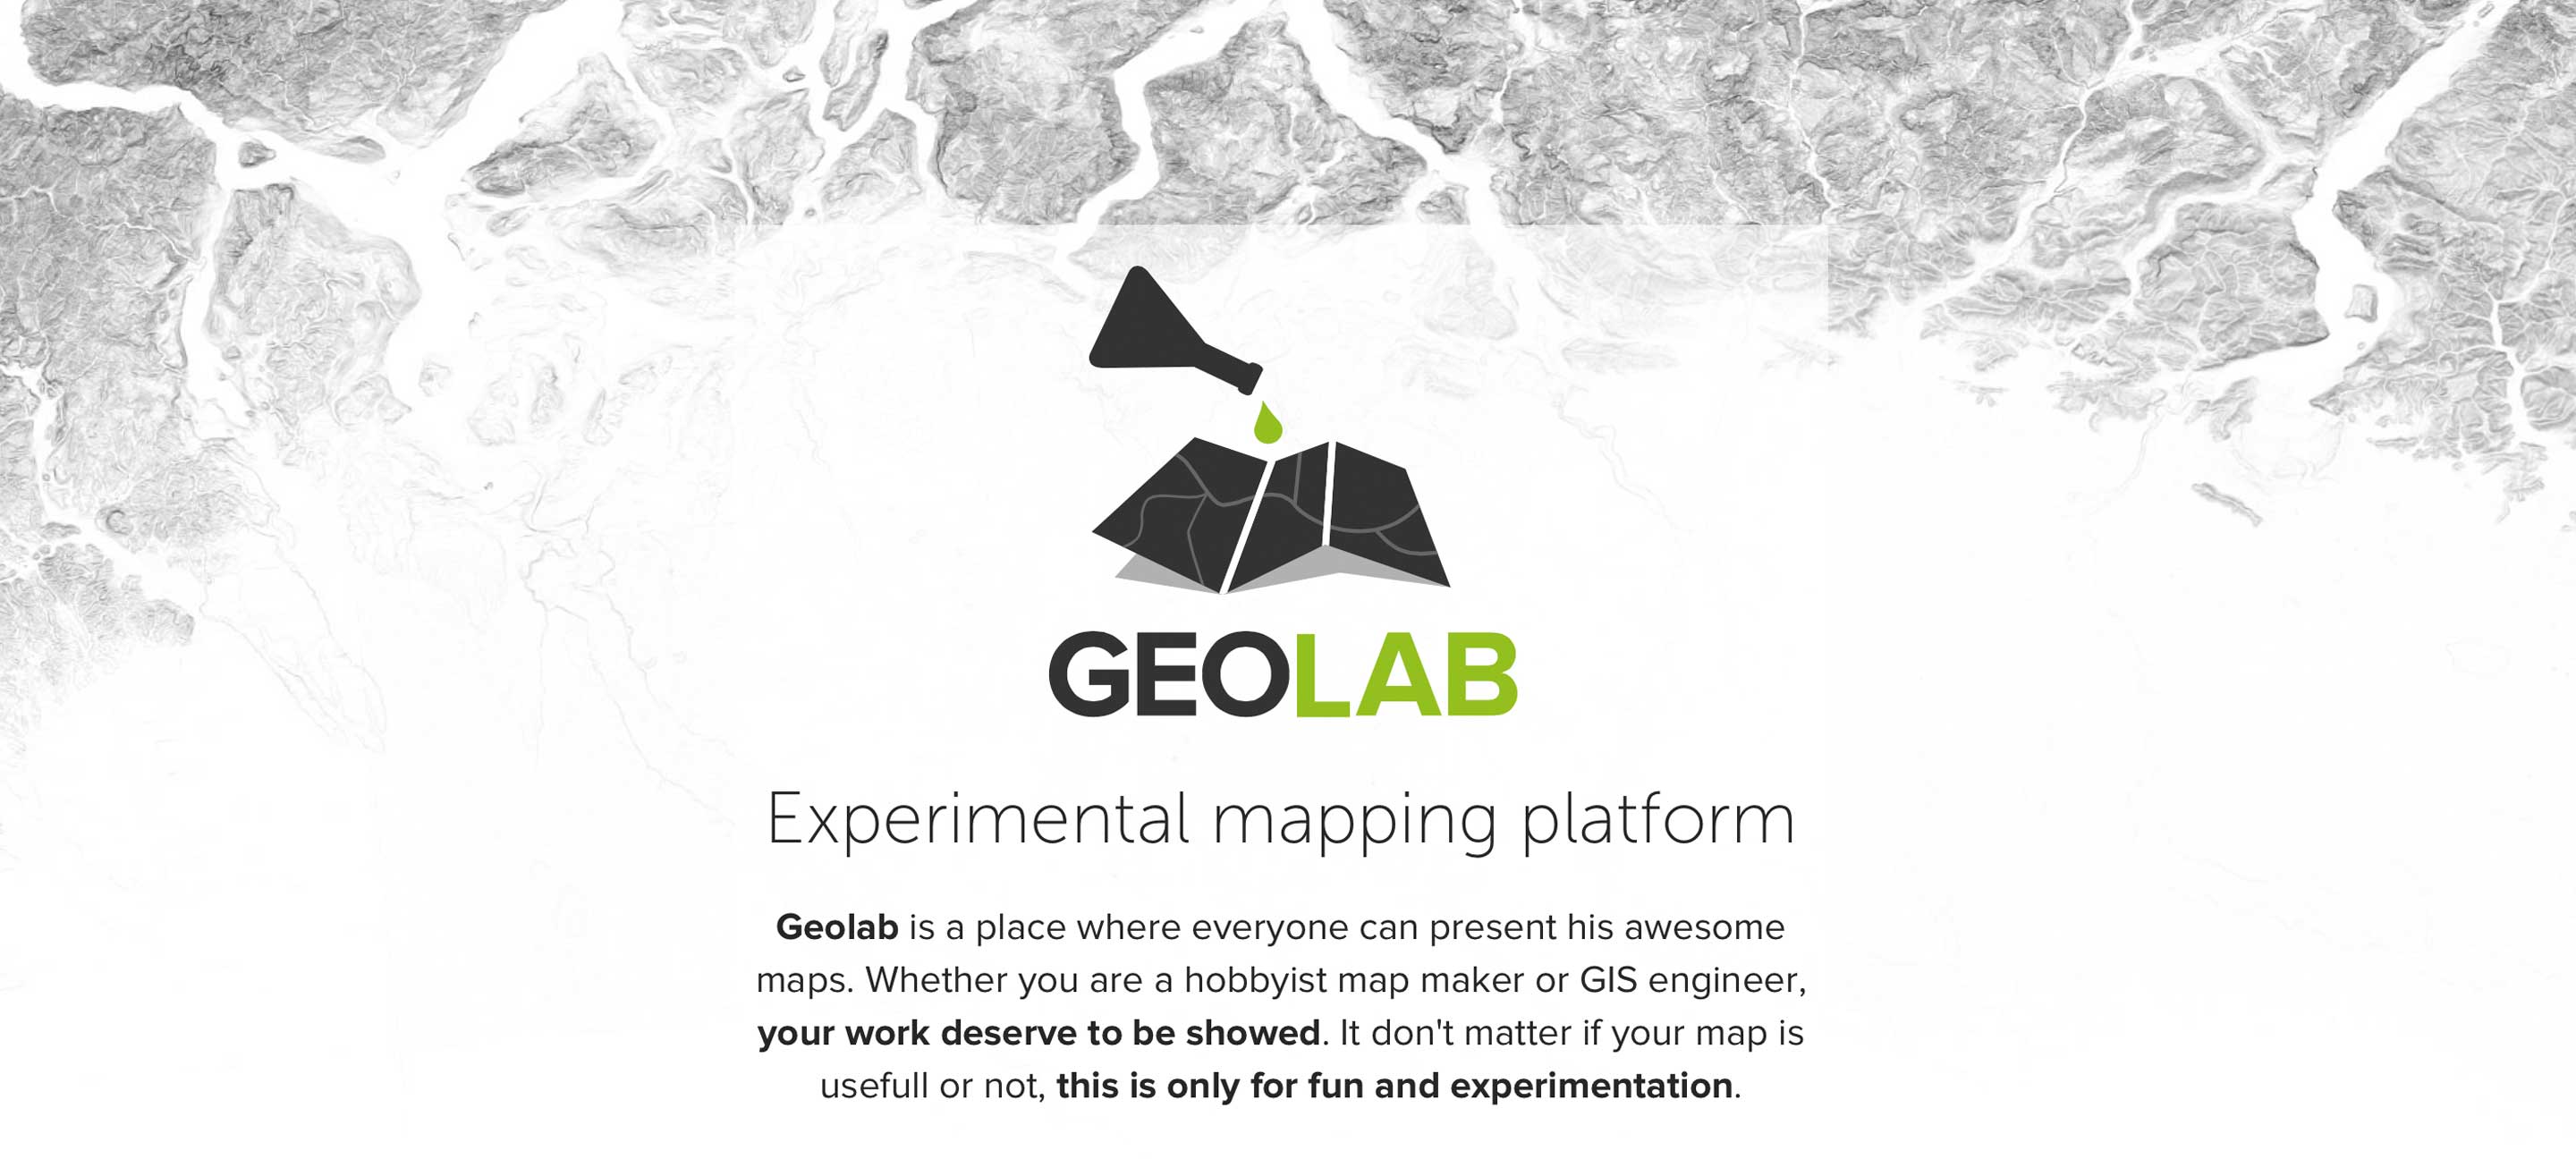 GEOLAB
Experimental mapping platform
Geolab is a place where everyone can present his awesome
maps. Whether you are a hobbyist map maker or GIS engineer,
your work deserve to be showed. It don't matter if your map is
usefull or not, this is only for fun and experimentation.